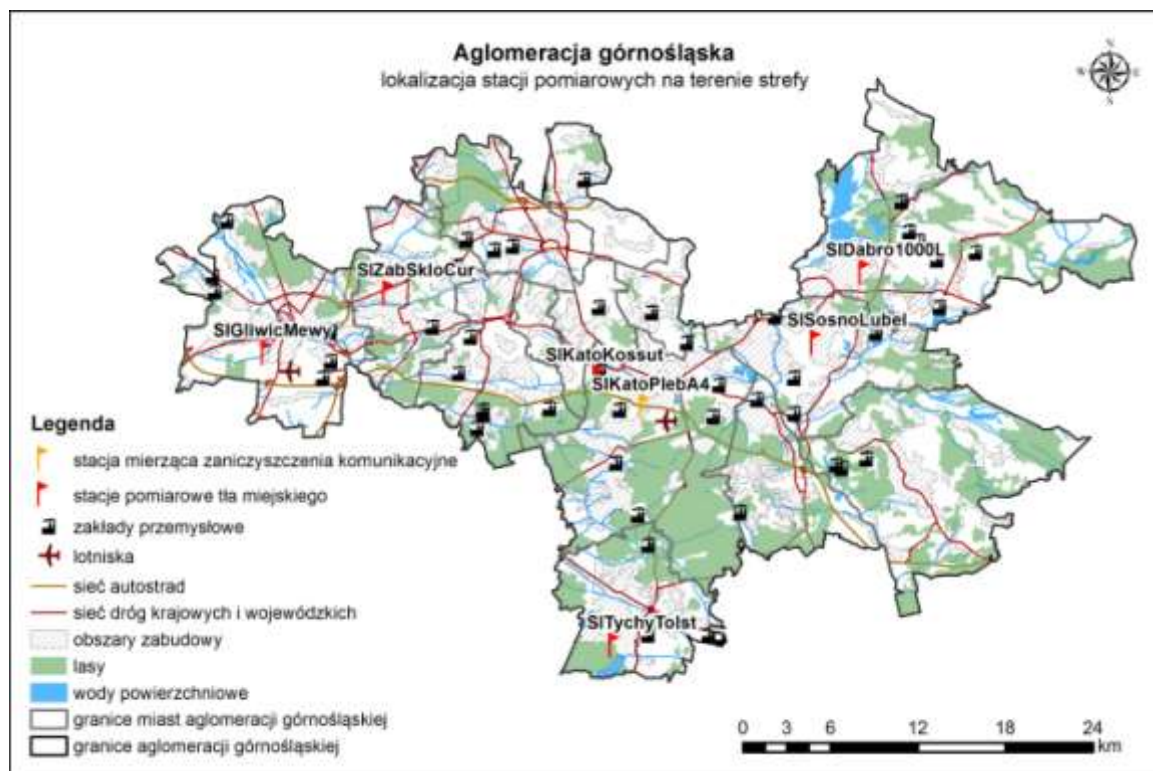 Aglomeracja górnośląska
lokalizacja stacji pomiarowych na terenie strefy
N
W E
S
SlDabro1000L
SlZabSkloCur
SlSosnoLubel
SlGliwicMewy
SlKatoKossut
SlKatoPlebA4
SlTychyTolst
Legenda
stacja mierząca zaniczyszczenia komunikacyjne
stacje pomiarowe tła miejskiego
zakłady przemysłowe
lotniska
sieć autostrad
sieć dróg krajowych i wojewódzkich
obszary zabudowy
lasy
wody powierzchniowe
granice miast aglomeracji górnośląskiej
granice aglomeracji górnośląskiej
0 3 6 12 18 24
km